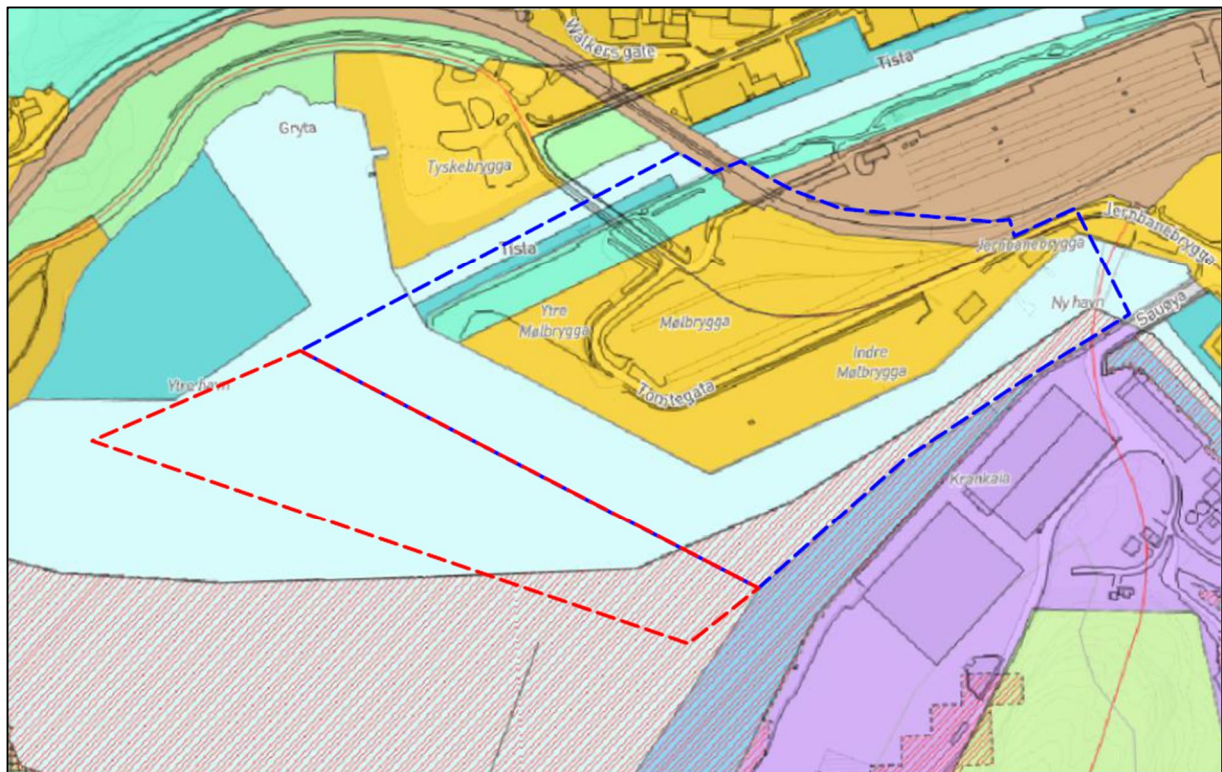 Walkers gate
Tista
Gryta
Tyskebrygga
Tista
Jernbanebrygga
Jernbanebrygga
Ytre
Mølbrygga
Mølbrygga
Ny havn
Sauøya
Indre
Mølbrygga
Ytre havn
Tomtegata
Krankaia